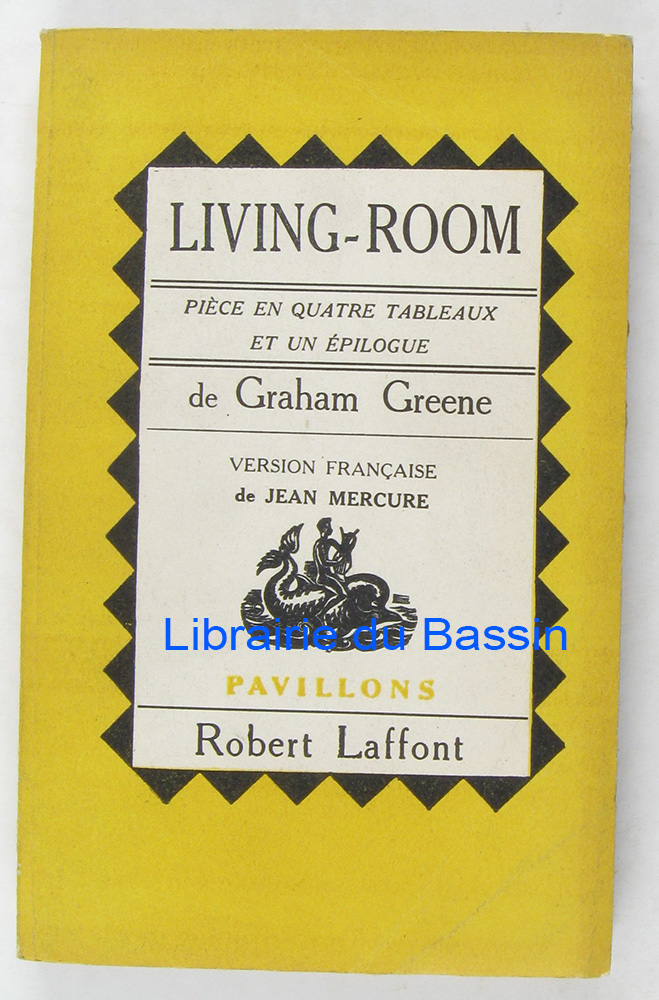 LIVING-ROOM
PIÈCE EN QUATRE TABLEAUX
ET UN ÉPILOGUE
de Graham Greene
VERSION FRANÇAISE
de JEAN MERCURE
Librairie du Bassin
PAVILLONS
Robert Laffont